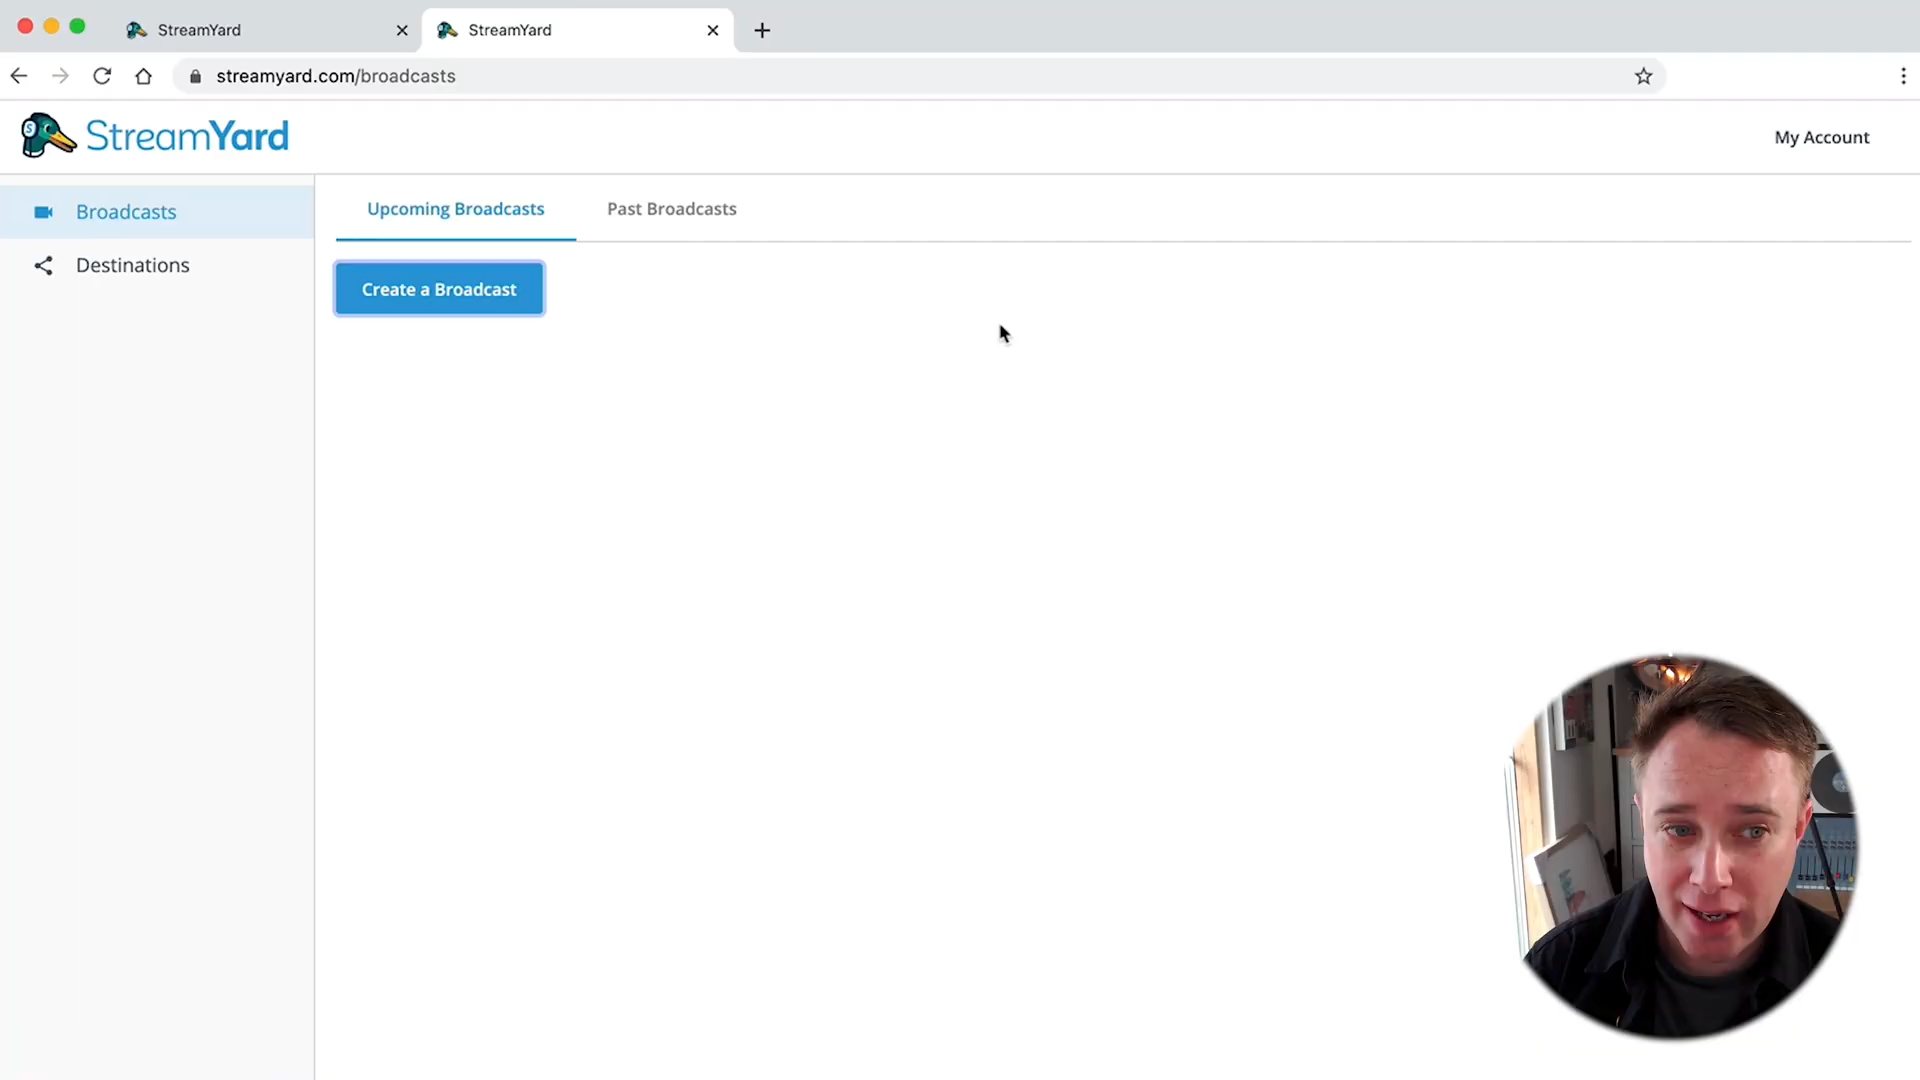 StreamYard
StreamYard
streamyard.com/broadcasts
StreamYard
My Account
Broadcasts
Destinations
Upcoming Broadcasts
Past Broadcasts
Create a Broadcast